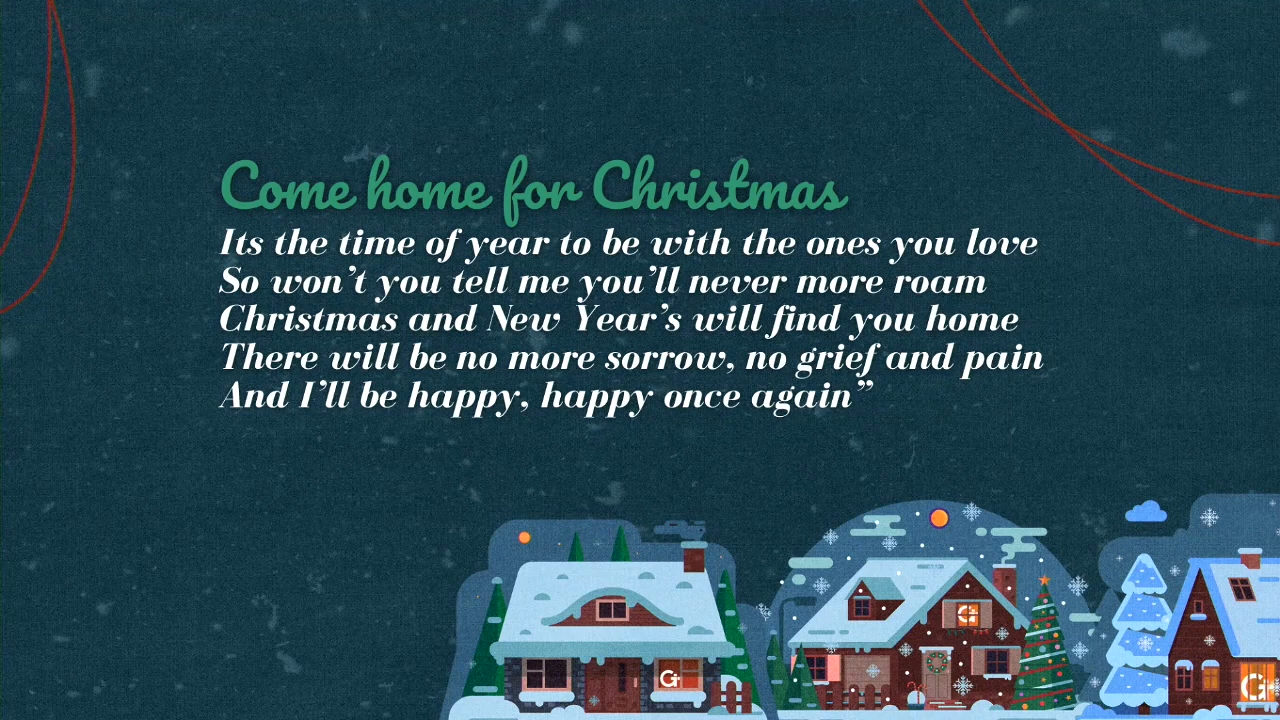 Come home for Christmas
Its the time of year to be with the ones you love
So won’t you tell me you’ll never more roam
Christmas and New Year’s will find you home
There will be no more sorrow, no grief and pain
And I’ll be happy, happy once again”